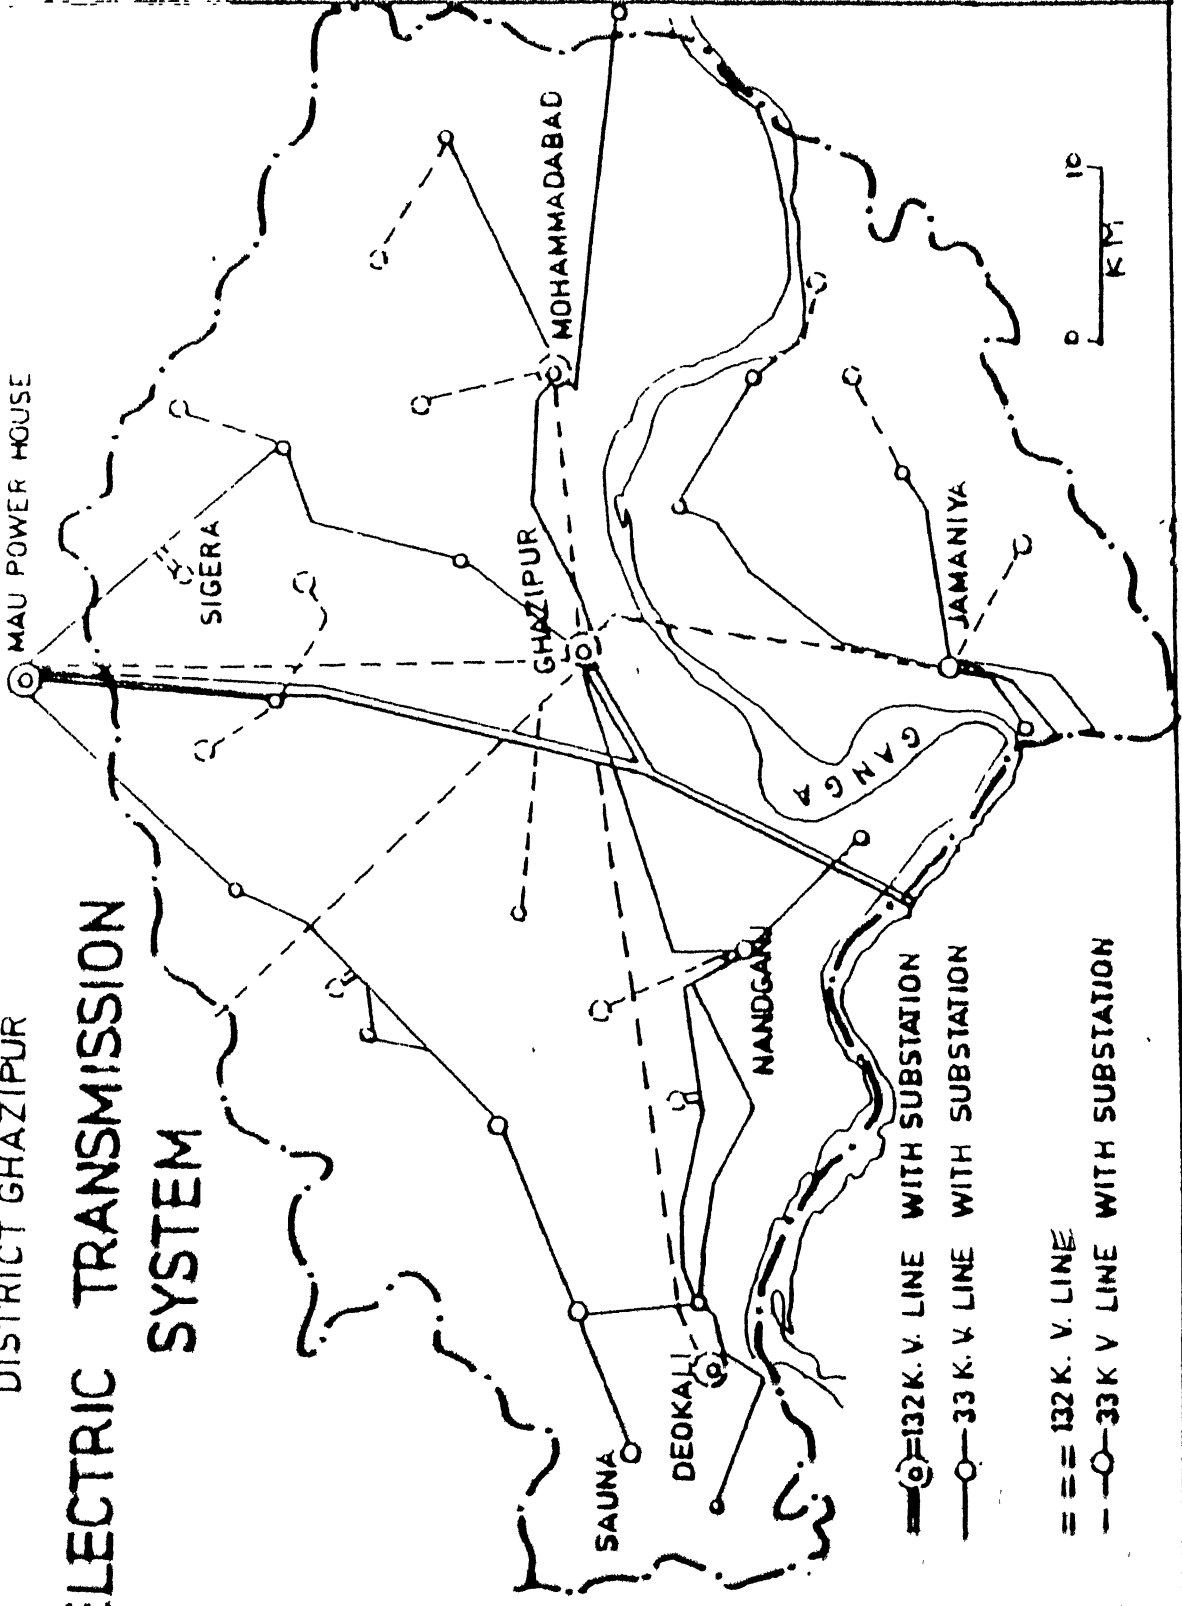 DISTRICT GHAZIPUR
ELECTRIC TRANSMISSION
SYSTEM
MAU POWER HOUSE
SIGERA
GHAZIPUR
MOHAMMADABAD
SAUNA
DEOKALI
NANDGANJ
GANGA
JAMANIYA
132 K. V. LINE WITH SUBSTATION
33 K. V. LINE WITH SUBSTATION
132 K. V. LINE
33 K V LINE WITH SUBSTATION
0 10
KM